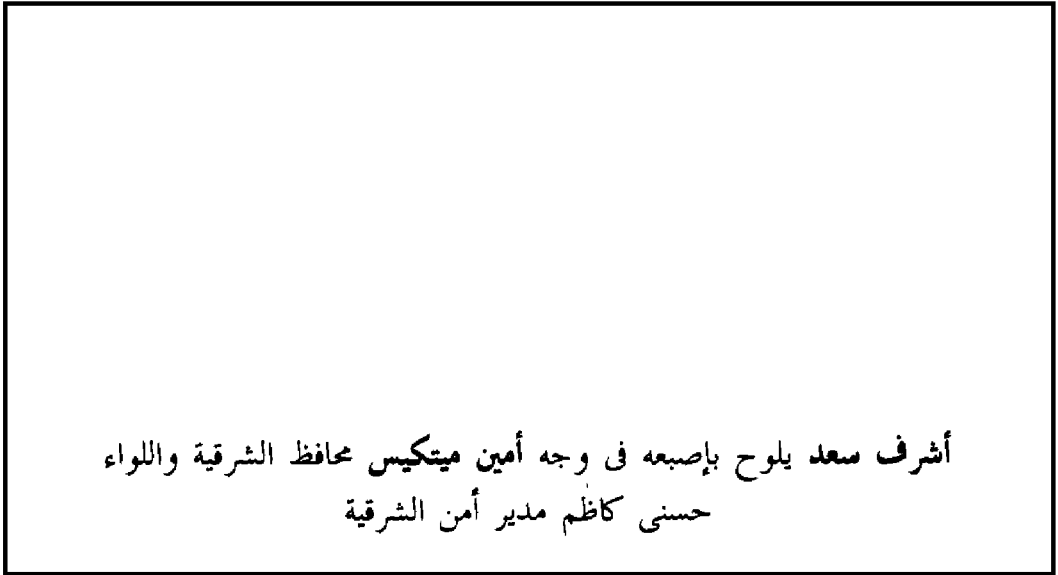 أشرف سعد يلوح بإصبعه فى وجه أمين ميتكيس محافظ الشرقية واللواء
حسنى كاظم مدير أمن الشرقية